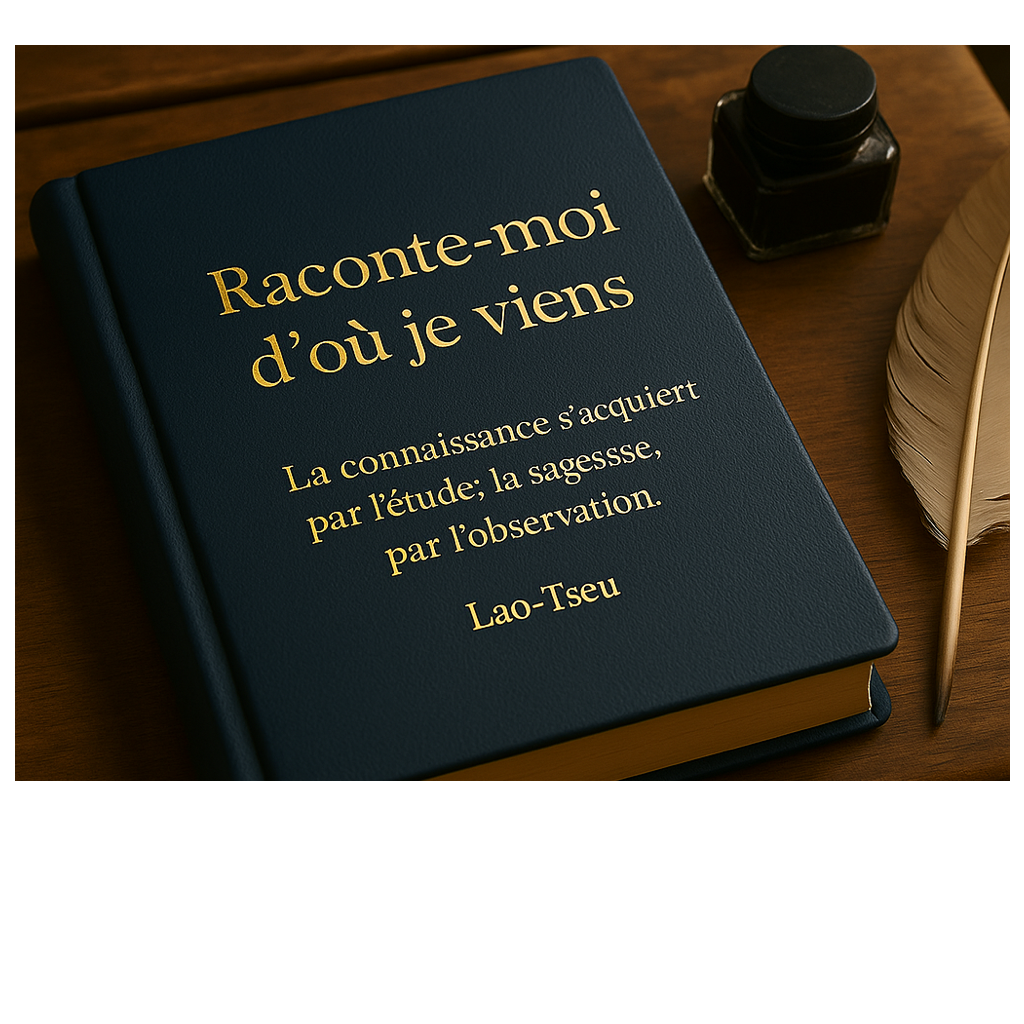 Raconte-moi
d'où je viens
La connaissance s'acquiert
par l'étude; la sagessse,
par l'observation.
Lao-Tseu